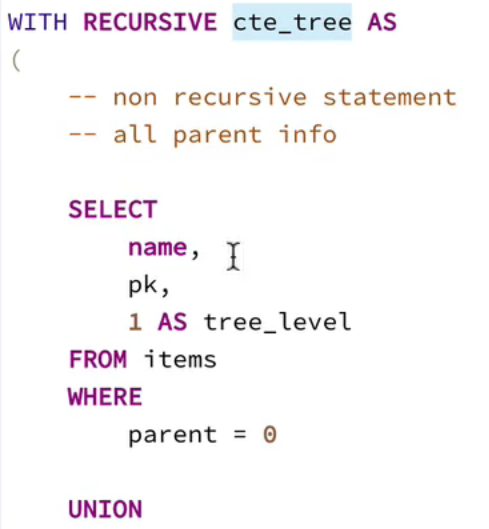 WITH RECURSIVE cte_tree AS
(
-- non recursive statement
-- all parent info
SELECT
name,
pk,
1 AS tree_level
FROM items
WHERE
parent = 0
UNION